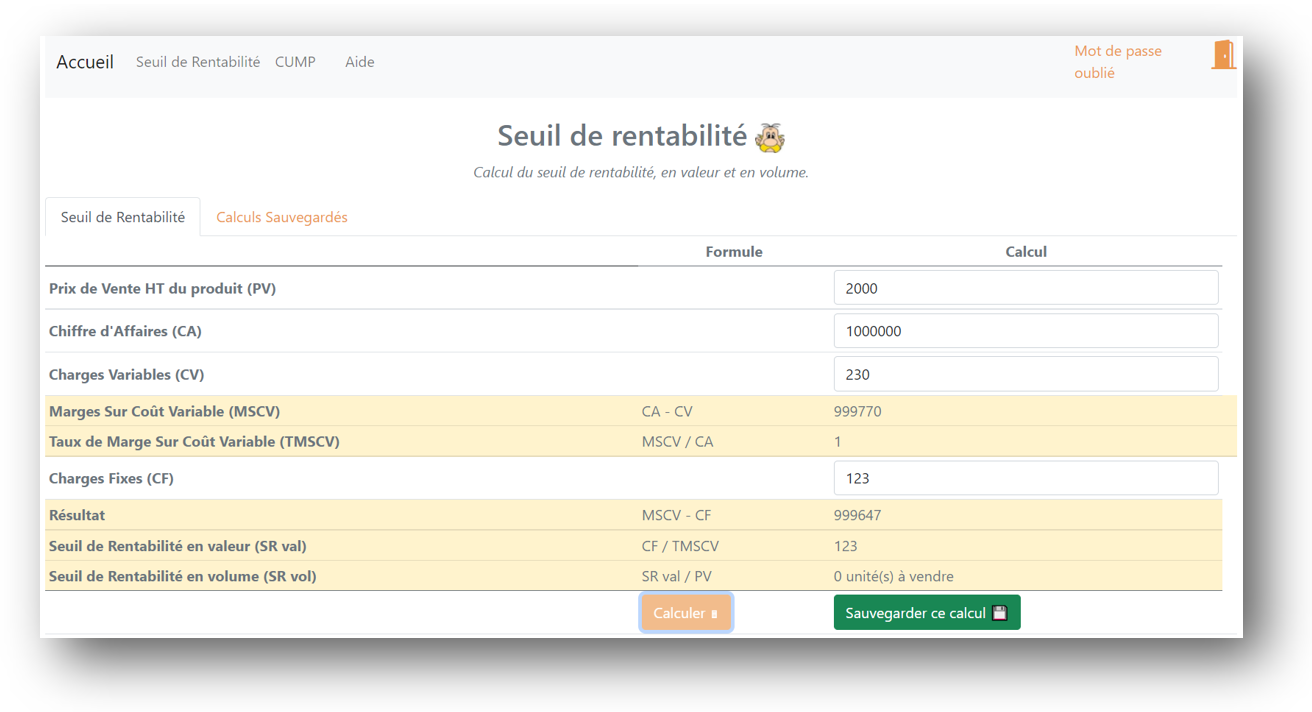 Accueil Seuil de Rentabilité CUMP Aide Mot de passe
oublié
Seuil de rentabilité
Calcul du seuil de rentabilité, en valeur et en volume.
Seuil de Rentabilité Calculs Sauvegardés
Formule Calcul
Prix de Vente HT du produit (PV) 2000
Chiffre d'Affaires (CA) 1000000
Charges Variables (CV) 230
Marges Sur Coût Variable (MSCV) CA - CV 999770
Taux de Marge Sur Coût Variable (TMSCV) MSCV / CA 1
Charges Fixes (CF) 123
Résultat MSCV - CF 999647
Seuil de Rentabilité en valeur (SR val) CF / TMSCV 123
Seuil de Rentabilité en volume (SR vol) SR val / PV 0 unité(s) à vendre
Calculer Sauvegarder ce calcul